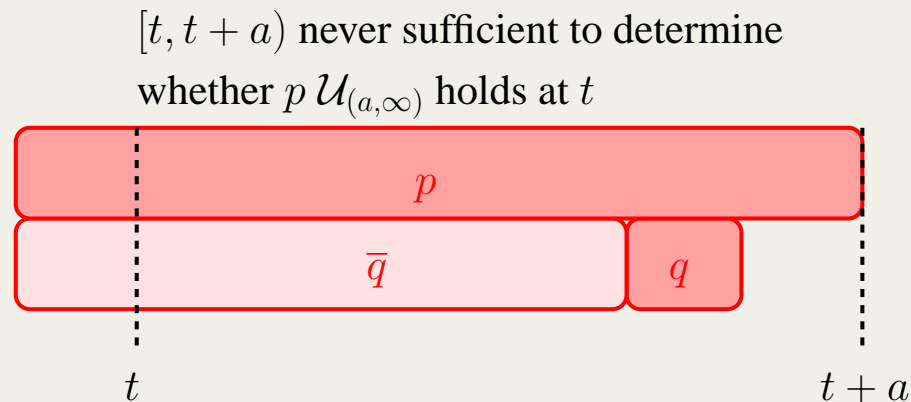 [t, t + a) never sufficient to determine
whether p 𝒰(a,∞) holds at t
p
q̅ q
t t + a